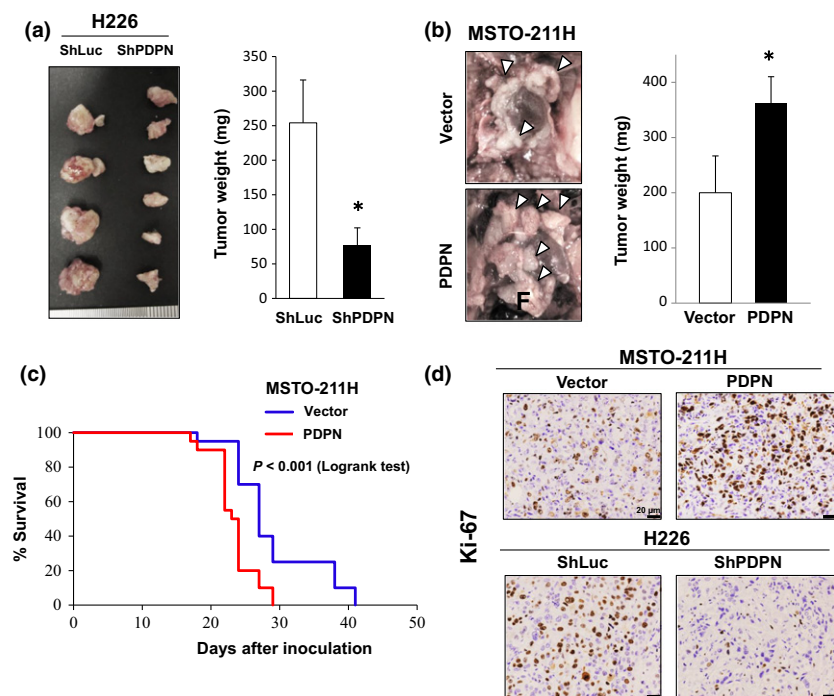 (a)
H226
ShLuc ShPDPN
Tumor weight (mg)
350
300
250
200
150
100
50
0
*
ShLuc ShPDPN
(b)
MSTO-211H
Vector
PDPN
F
Tumor weight (mg)
400
300
200
100
0
*
Vector PDPN
(c)
MSTO-211H
Vector
PDPN
P < 0.001 (Logrank test)
% Survival
100
80
60
40
20
0
0 10 20 30 40 50
Days after inoculation
(d)
MSTO-211H
Vector PDPN
20 µm
Ki-67
H226
ShLuc ShPDPN